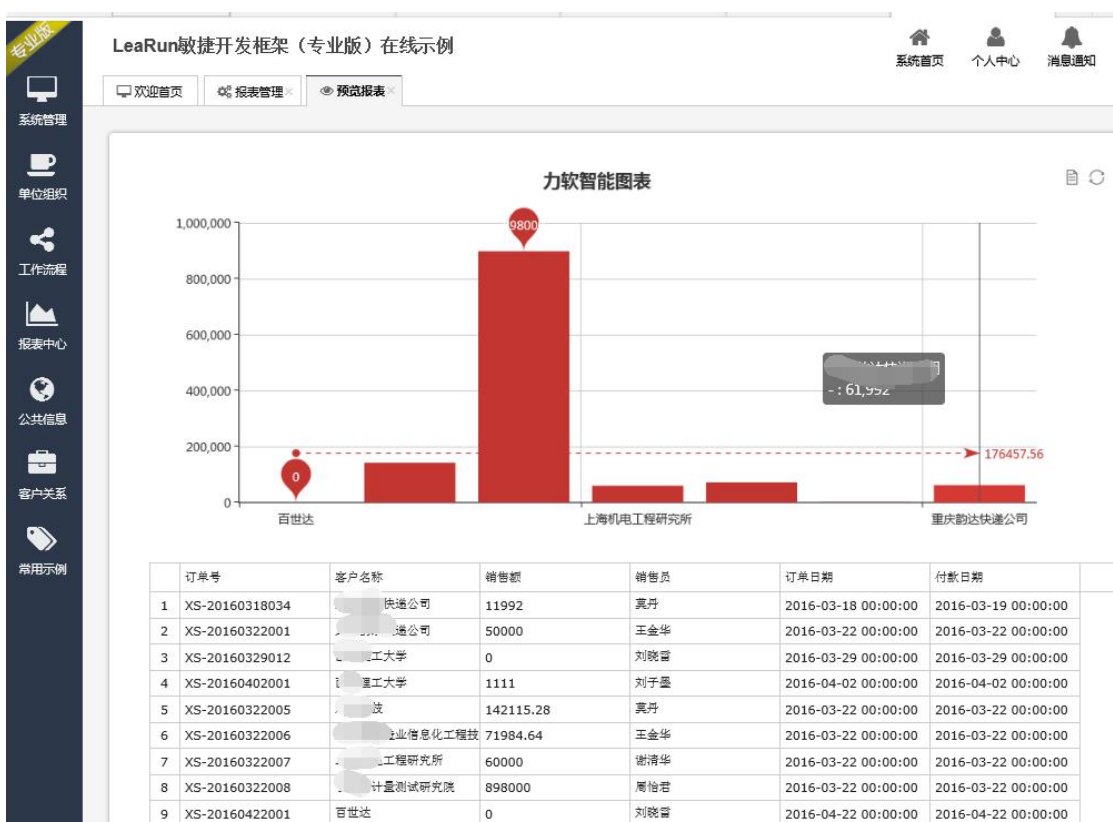 专业版
LeaRun敏捷开发框架（专业版）在线示例
系统首页 个人中心 消息通知
欢迎首页 报表管理× 预览报表×
系统管理
单位组织
工作流程
报表中心
公共信息
客户关系
常用示例
力软智能图表
1,000,000
9800
800,000
600,000
400,000
- : 61,992
200,000
176457.56
0
0
百世达 上海机电工程研究所 重庆韵达快递公司
订单号 客户名称 销售额 销售员 订单日期 付款日期
1 XS-20160318034 快递公司 11992 莫丹 2016-03-18 00:00:00 2016-03-19 00:00:00
2 XS-20160322001 递公司 50000 王金华 2016-03-22 00:00:00 2016-03-22 00:00:00
3 XS-20160329012 工大学 0 刘晓雷 2016-03-29 00:00:00 2016-03-29 00:00:00
4 XS-20160402001 理工大学 1111 刘子墨 2016-04-02 00:00:00 2016-04-02 00:00:00
5 XS-20160322005 技 142115.28 莫丹 2016-03-22 00:00:00 2016-03-22 00:00:00
6 XS-20160322006 业信息化工程技 71984.64 王金华 2016-03-22 00:00:00 2016-03-22 00:00:00
7 XS-20160322007 工程研究所 60000 谢清华 2016-03-22 00:00:00 2016-03-22 00:00:00
8 XS-20160322008 计量测试研究院 898000 周怡君 2016-03-22 00:00:00 2016-03-22 00:00:00
9 XS-20160422001 百世达 0 刘晓雷 2016-04-22 00:00:00 2016-04-22 00:00:00